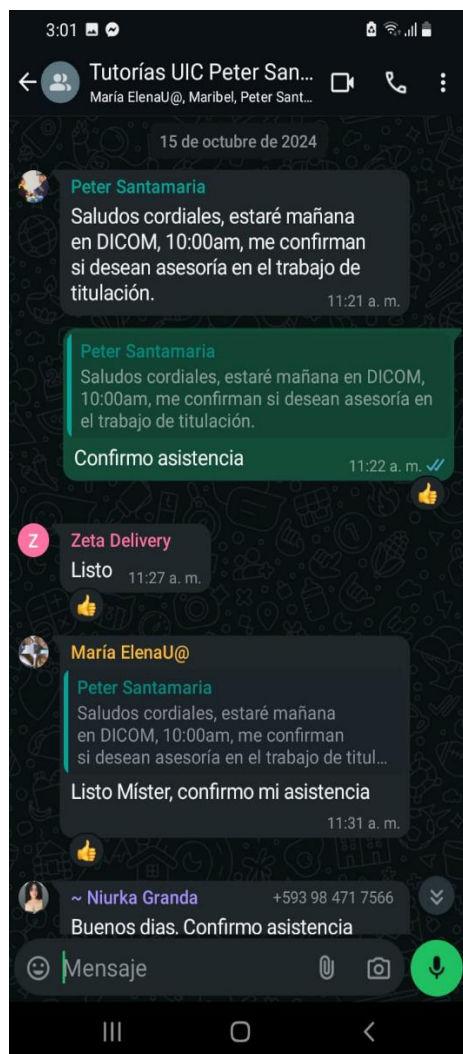 3:01
Tutorías UIC Peter San...
María ElenaU@, Maribel, Peter Sant...
15 de octubre de 2024
Peter Santamaria
Saludos cordiales, estaré mañana
en DICOM, 10:00am, me confirman
si desean asesoría en el trabajo de
titulación.
11:21 a. m.
Peter Santamaria
Saludos cordiales, estaré mañana en DICOM,
10:00am, me confirman si desean asesoría en
el trabajo de titulación.
Confirmo asistencia
11:22 a. m.
Z
Zeta Delivery
Listo
11:27 a. m.
María ElenaU@
Peter Santamaria
Saludos cordiales, estaré mañana
en DICOM, 10:00am, me confirman
si desean asesoría en el trabajo de titul...
Listo Míster, confirmo mi asistencia
11:31 a. m.
~ Niurka Granda +593 98 471 7566
Buenos dias. Confirmo asistencia
Mensaje